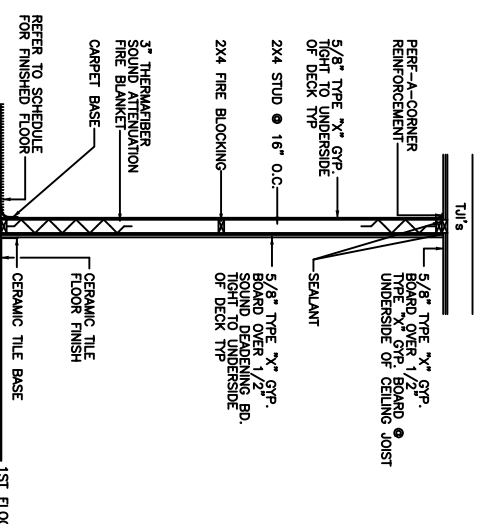 TJI's
PERF-A-CORNER
REINFORCEMENT
5/8" TYPE "X" GYP.
TIGHT TO UNDERSIDE
OF DECK TYP
2X4 STUD @ 16" O.C.
2X4 FIRE BLOCKING
3" THERMAFIBER
SOUND ATTENUATION
FIRE BLANKET
CARPET BASE
REFER TO SCHEDULE
FOR FINISHED FLOOR
5/8" TYPE "X" GYP.
BOARD OVER 1/2"
TYPE "X" GYP. BOARD @
UNDERSIDE OF CEILING JOIST
SEALANT
5/8" TYPE "X" GYP.
BOARD OVER 1/2"
SOUND DEADENING BD.
TIGHT TO UNDERSIDE
OF DECK TYP
CERAMIC TILE
FLOOR FINISH
CERAMIC TILE BASE
1ST